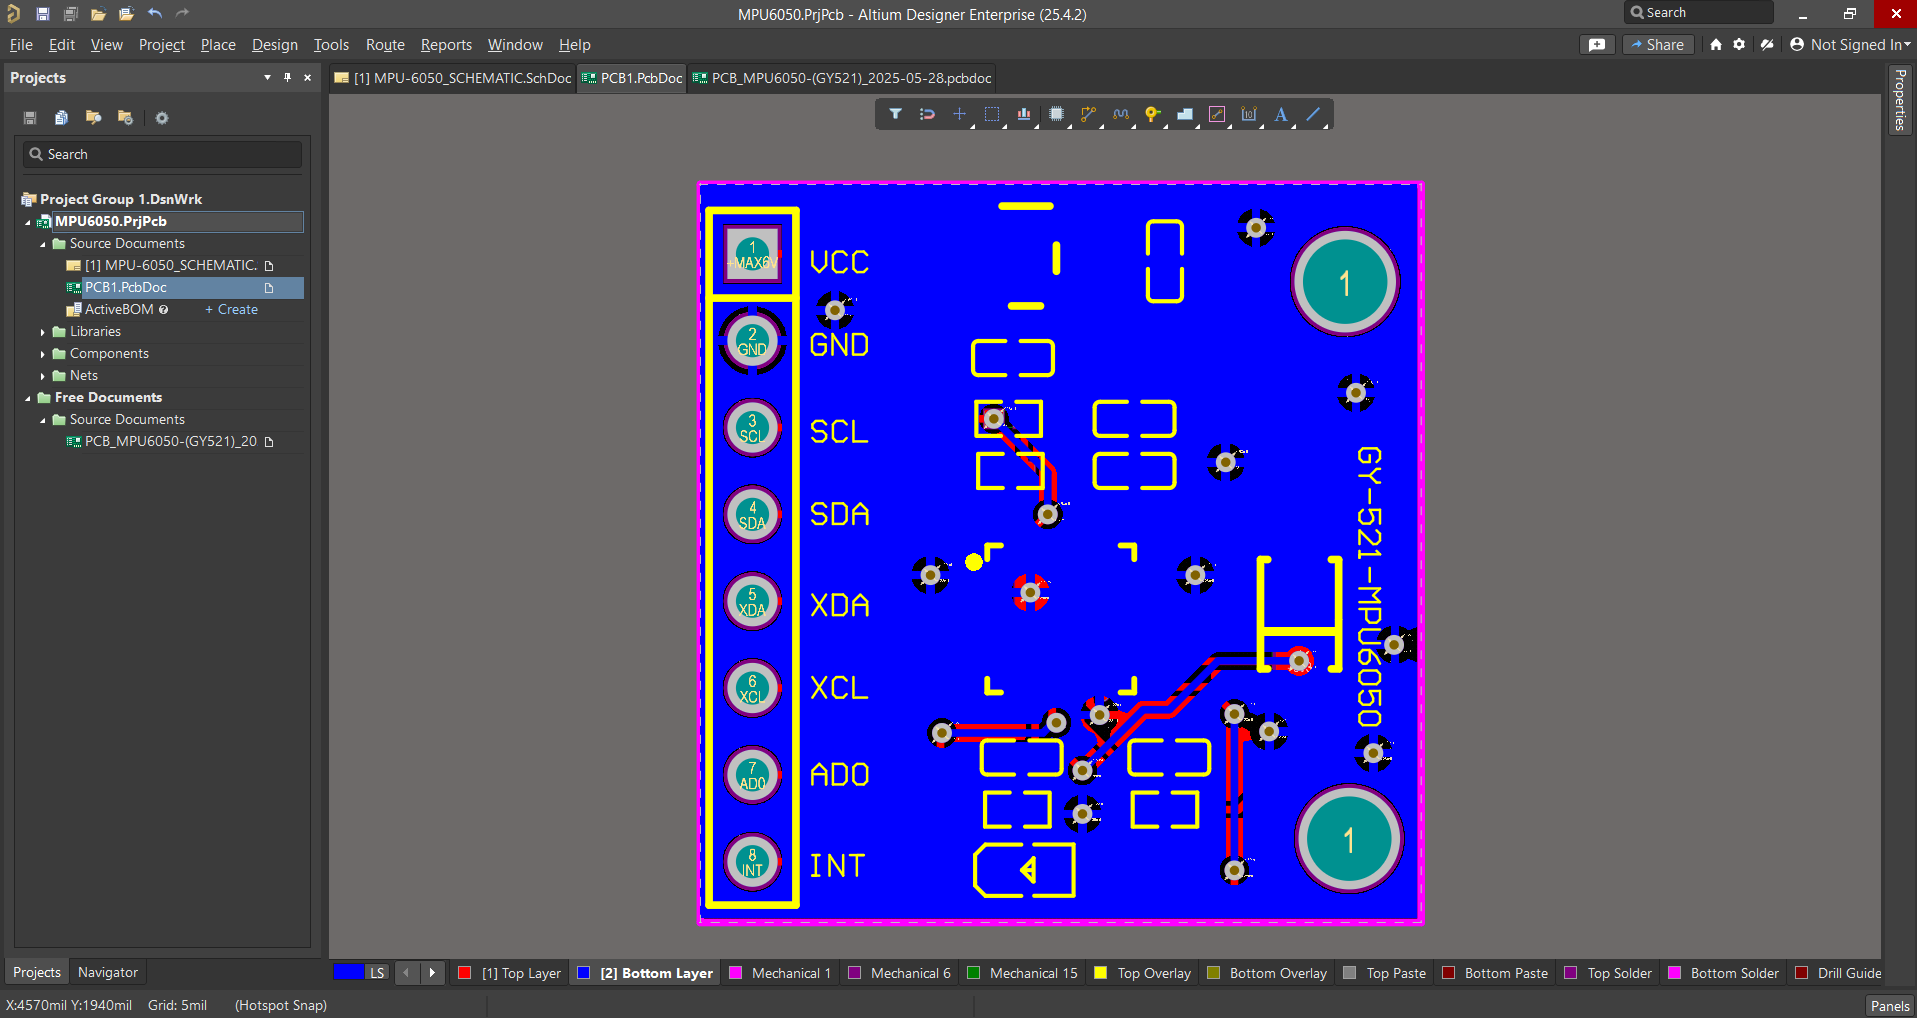 MPU6050.PrjPcb - Altium Designer Enterprise (25.4.2)
Search
File Edit View Project Place Design Tools Route Reports Window Help
Share
Not Signed In
Projects
[1] MPU-6050_SCHEMATIC.SchDoc
PCB1.PcbDoc
PCB_MPU6050-(GY521)_2025-05-28.pcbdoc
Properties
Search
Project Group 1.DsnWrk
MPU6050.PrjPcb
Source Documents
[1] MPU-6050_SCHEMATIC.
PCB1.PcbDoc
ActiveBOM + Create
Libraries
Components
Nets
Free Documents
Source Documents
PCB_MPU6050-(GY521)_20
1
+MAX6V
VCC
2
GND
GND
3
SCL
SCL
4
SDA
SDA
5
XDA
XDA
6
XCL
XCL
7
AD0
AD0
8
INT
INT
1
GY-521-MPU6050
1
Projects Navigator
LS
[1] Top Layer
[2] Bottom Layer
Mechanical 1
Mechanical 6
Mechanical 15
Top Overlay
Bottom Overlay
Top Paste
Bottom Paste
Top Solder
Bottom Solder
Drill Guide
X:4570mil Y:1940mil Grid: 5mil (Hotspot Snap)
Panels